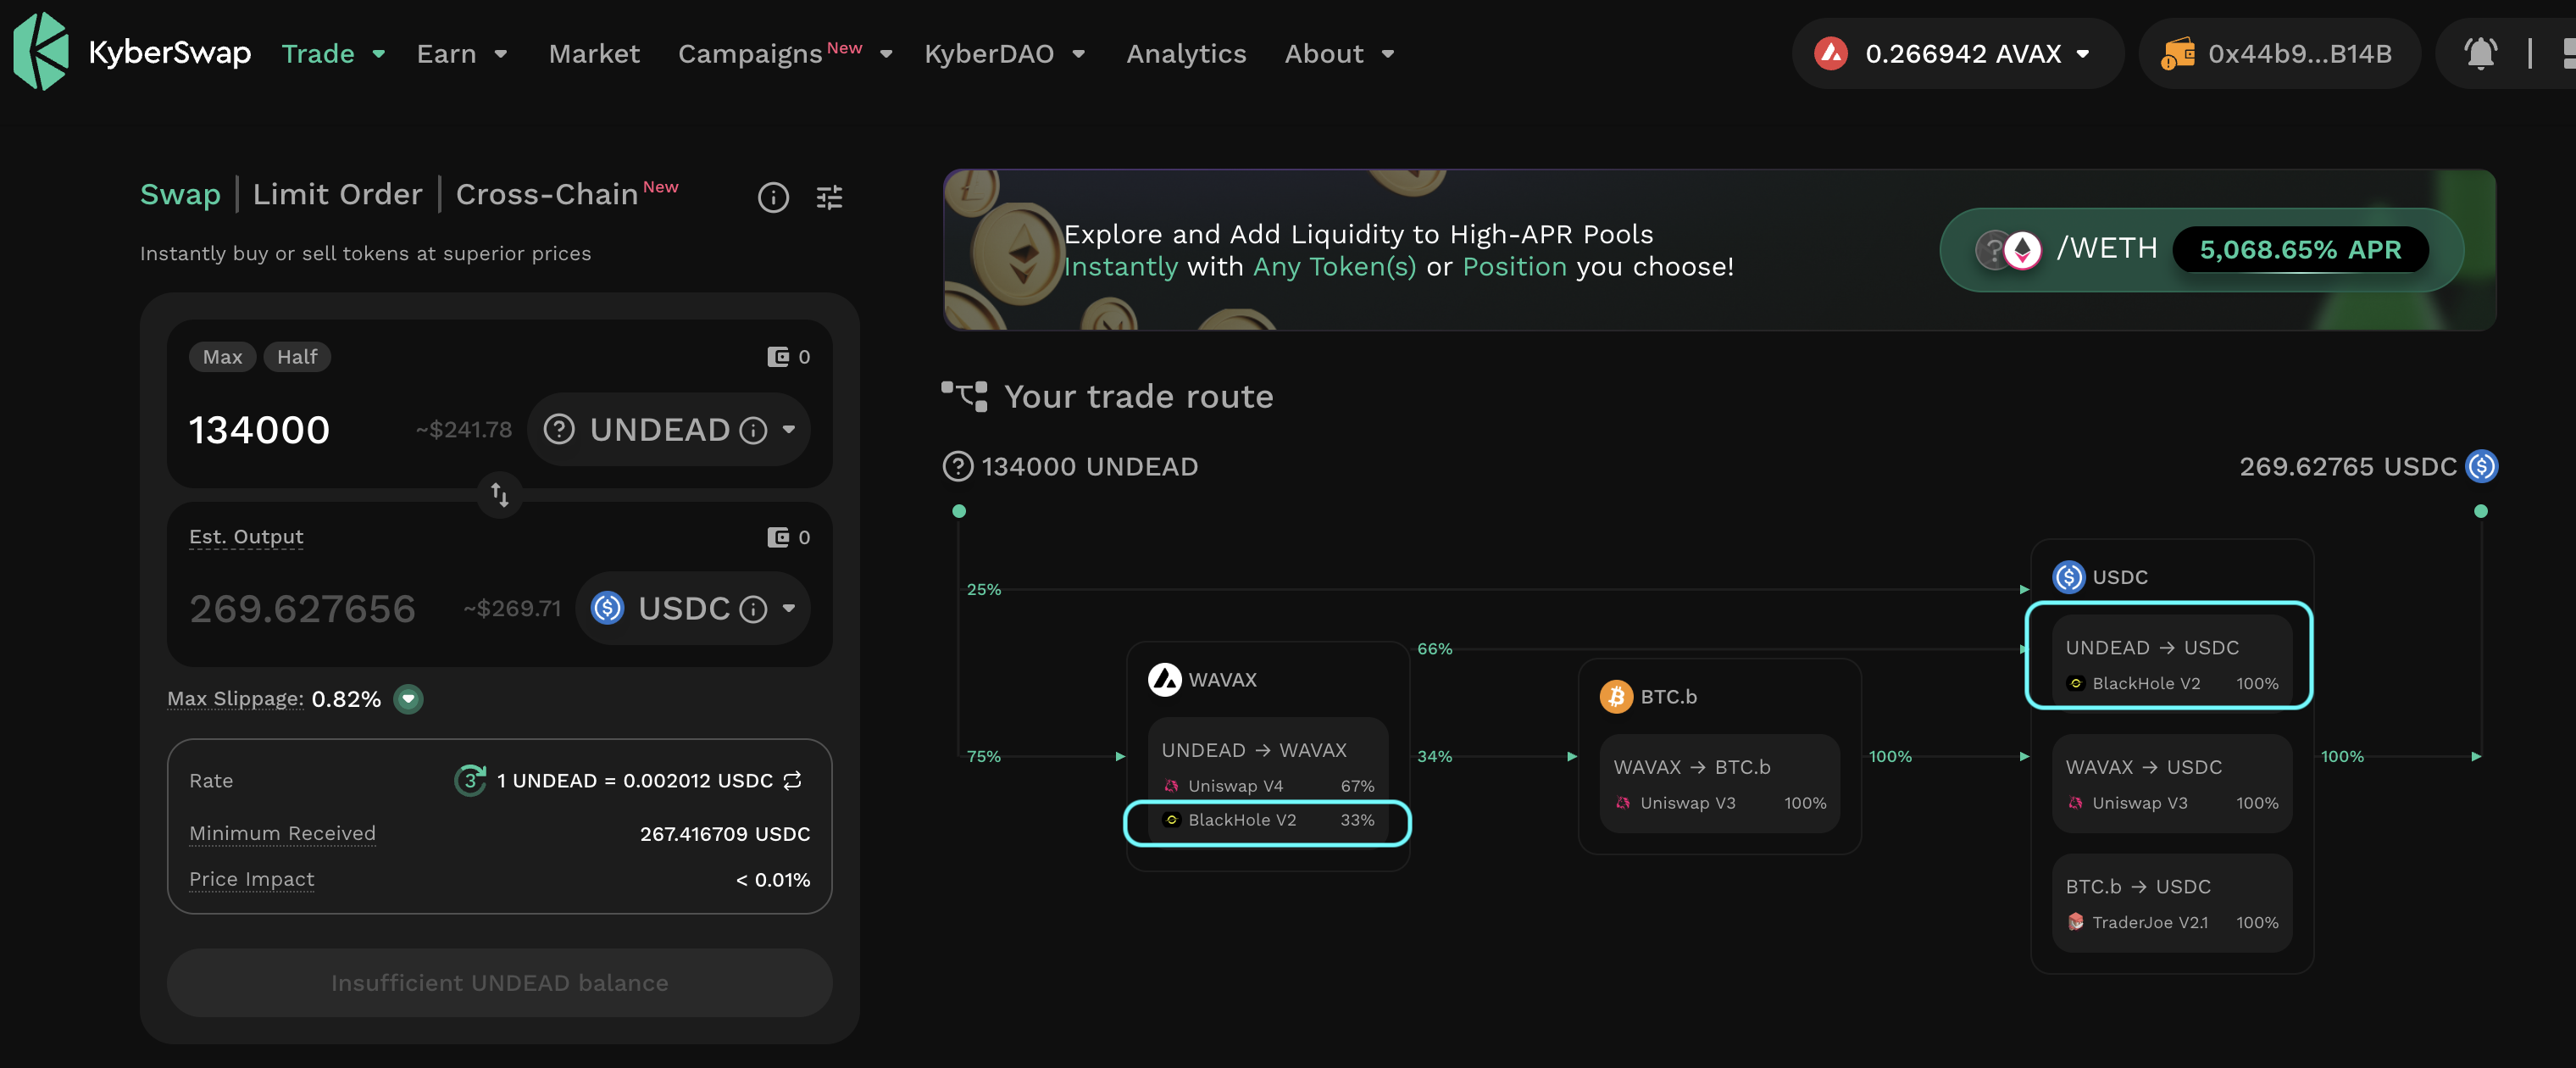 KyberSwap Trade Earn Market Campaigns New KyberDAO Analytics About 0.266942 AVAX 0x44b9...B14B
Swap | Limit Order | Cross-Chain New
Instantly buy or sell tokens at superior prices
Max Half 0
134000 ~$241.78 UNDEAD
Est. Output 0
269.627656 ~$269.71 USDC
Max Slippage: 0.82%
Rate 3 1 UNDEAD = 0.002012 USDC
Minimum Received 267.416709 USDC
Price Impact < 0.01%
Insufficient UNDEAD balance
Explore and Add Liquidity to High-APR Pools
Instantly with Any Token(s) or Position you choose!
/WETH 5,068.65% APR
Your trade route
134000 UNDEAD 269.62765 USDC
25%
75%
WAVAX
UNDEAD → WAVAX
Uniswap V4 67%
BlackHole V2 33%
66%
34%
BTC.b
WAVAX → BTC.b
Uniswap V3 100%
100%
USDC
UNDEAD → USDC
BlackHole V2 100%
WAVAX → USDC
Uniswap V3 100%
BTC.b → USDC
TraderJoe V2.1 100%
100%